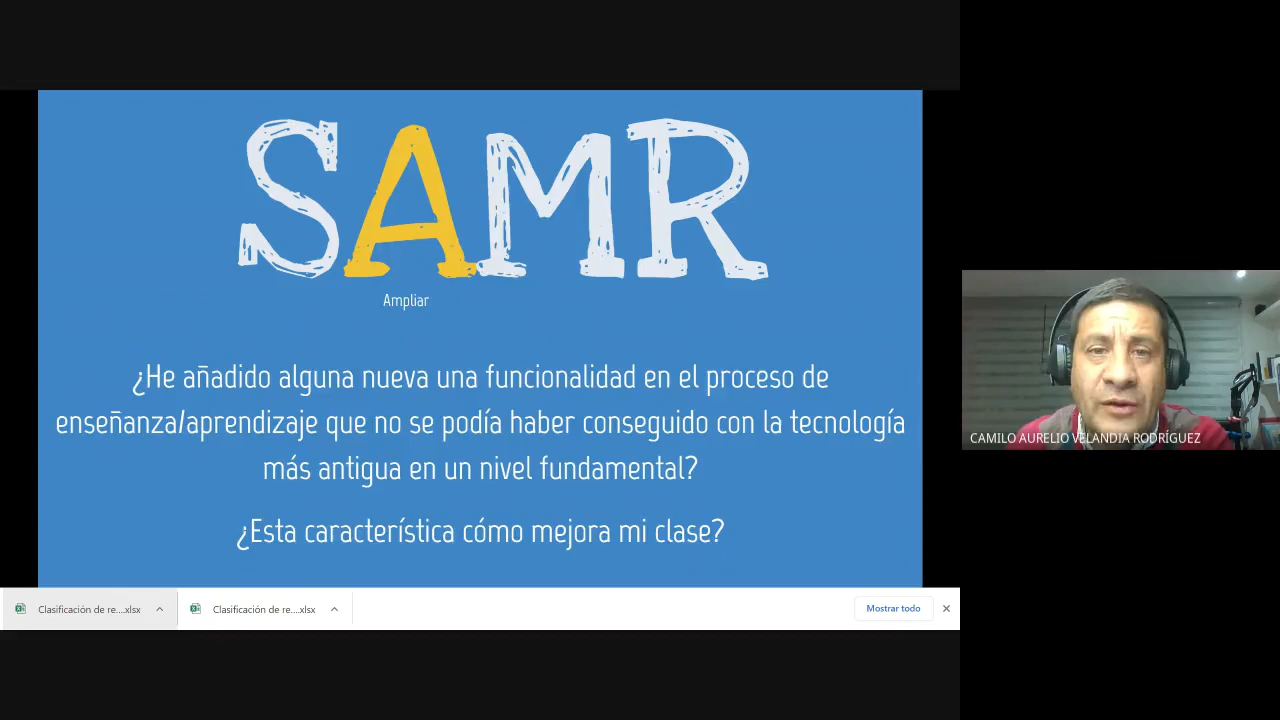 SAMR
Ampliar
¿He añadido alguna nueva una funcionalidad en el proceso de
enseñanza/aprendizaje que no se podía haber conseguido con la tecnología
más antigua en un nivel fundamental?
¿Esta característica cómo mejora mi clase?
CAMILO AURELIO VELANDIA RODRÍGUEZ
Clasificación de re....xlsx
Clasificación de re....xlsx
Mostrar todo